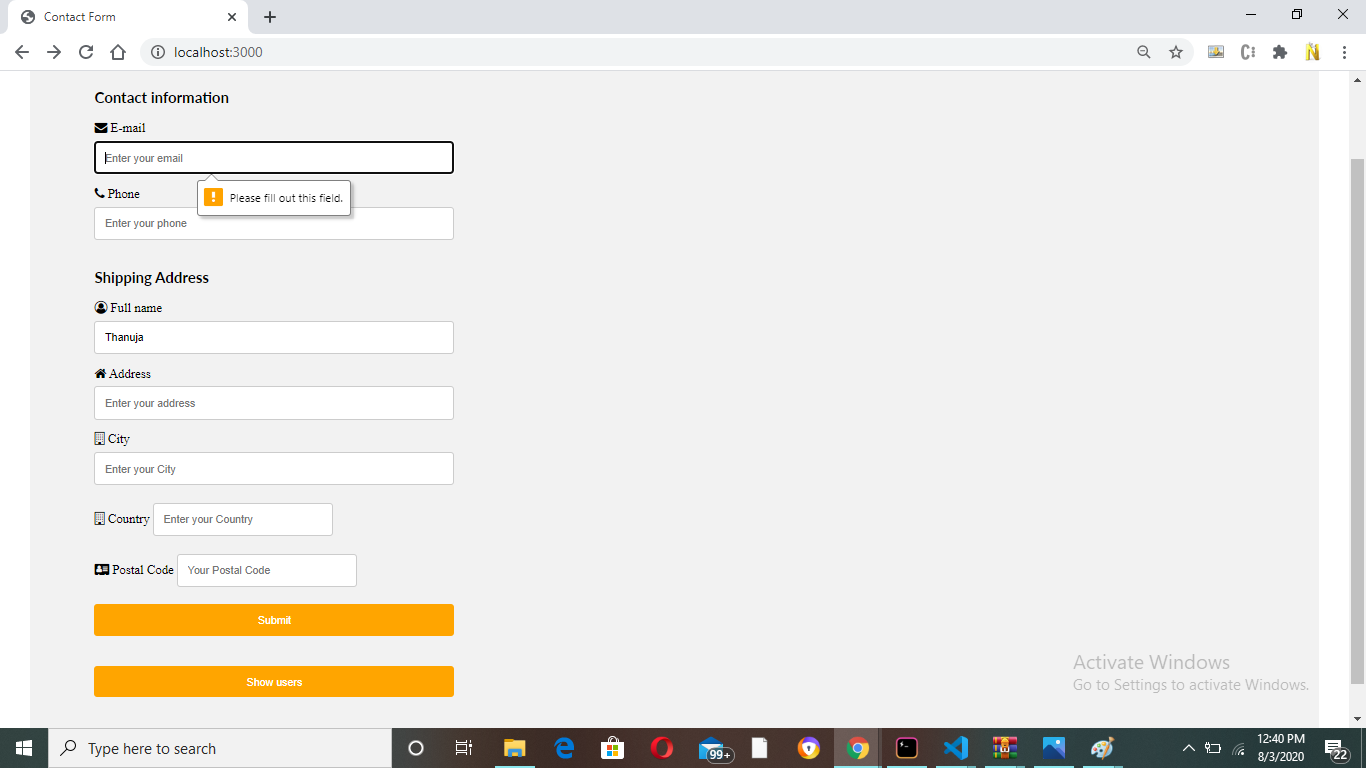 Contact Form
localhost:3000
Contact information
E-mail
Enter your email
Please fill out this field.
Phone
Enter your phone
Shipping Address
Full name
Thanuja
Address
Enter your address
City
Enter your City
Country
Enter your Country
Postal Code
Your Postal Code
Submit
Show users
Activate Windows
Go to Settings to activate Windows.
Type here to search
99+
12:40 PM
8/3/2020
22